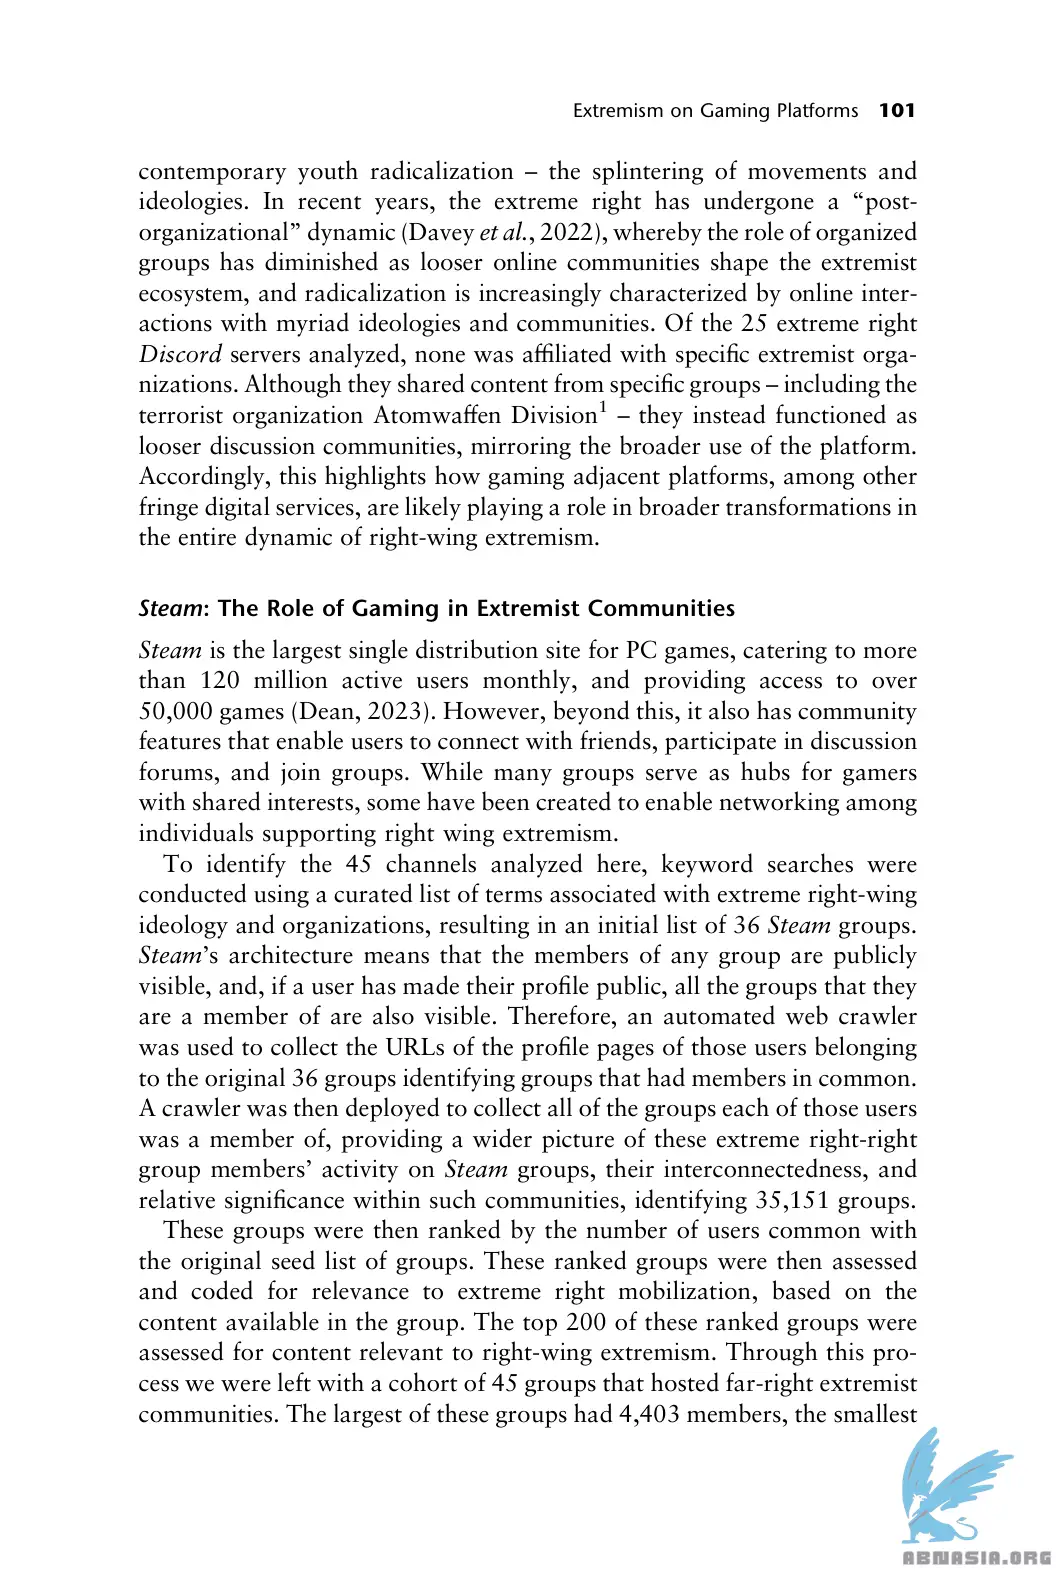 Extremism on Gaming Platforms 101
contemporary youth radicalization – the splintering of movements and
ideologies. In recent years, the extreme right has undergone a “post-
organizational” dynamic (Davey et al., 2022), whereby the role of organized
groups has diminished as looser online communities shape the extremist
ecosystem, and radicalization is increasingly characterized by online inter-
actions with myriad ideologies and communities. Of the 25 extreme right
Discord servers analyzed, none was affiliated with specific extremist orga-
nizations. Although they shared content from specific groups – including the
terrorist organization Atomwaffen Division1 – they instead functioned as
looser discussion communities, mirroring the broader use of the platform.
Accordingly, this highlights how gaming adjacent platforms, among other
fringe digital services, are likely playing a role in broader transformations in
the entire dynamic of right-wing extremism.
Steam: The Role of Gaming in Extremist Communities
Steam is the largest single distribution site for PC games, catering to more
than 120 million active users monthly, and providing access to over
50,000 games (Dean, 2023). However, beyond this, it also has community
features that enable users to connect with friends, participate in discussion
forums, and join groups. While many groups serve as hubs for gamers
with shared interests, some have been created to enable networking among
individuals supporting right wing extremism.
To identify the 45 channels analyzed here, keyword searches were
conducted using a curated list of terms associated with extreme right-wing
ideology and organizations, resulting in an initial list of 36 Steam groups.
Steam’s architecture means that the members of any group are publicly
visible, and, if a user has made their profile public, all the groups that they
are a member of are also visible. Therefore, an automated web crawler
was used to collect the URLs of the profile pages of those users belonging
to the original 36 groups identifying groups that had members in common.
A crawler was then deployed to collect all of the groups each of those users
was a member of, providing a wider picture of these extreme right-right
group members’ activity on Steam groups, their interconnectedness, and
relative significance within such communities, identifying 35,151 groups.
These groups were then ranked by the number of users common with
the original seed list of groups. These ranked groups were then assessed
and coded for relevance to extreme right mobilization, based on the
content available in the group. The top 200 of these ranked groups were
assessed for content relevant to right-wing extremism. Through this pro-
cess we were left with a cohort of 45 groups that hosted far-right extremist
communities. The largest of these groups had 4,403 members, the smallest
ABNASIA.ORG